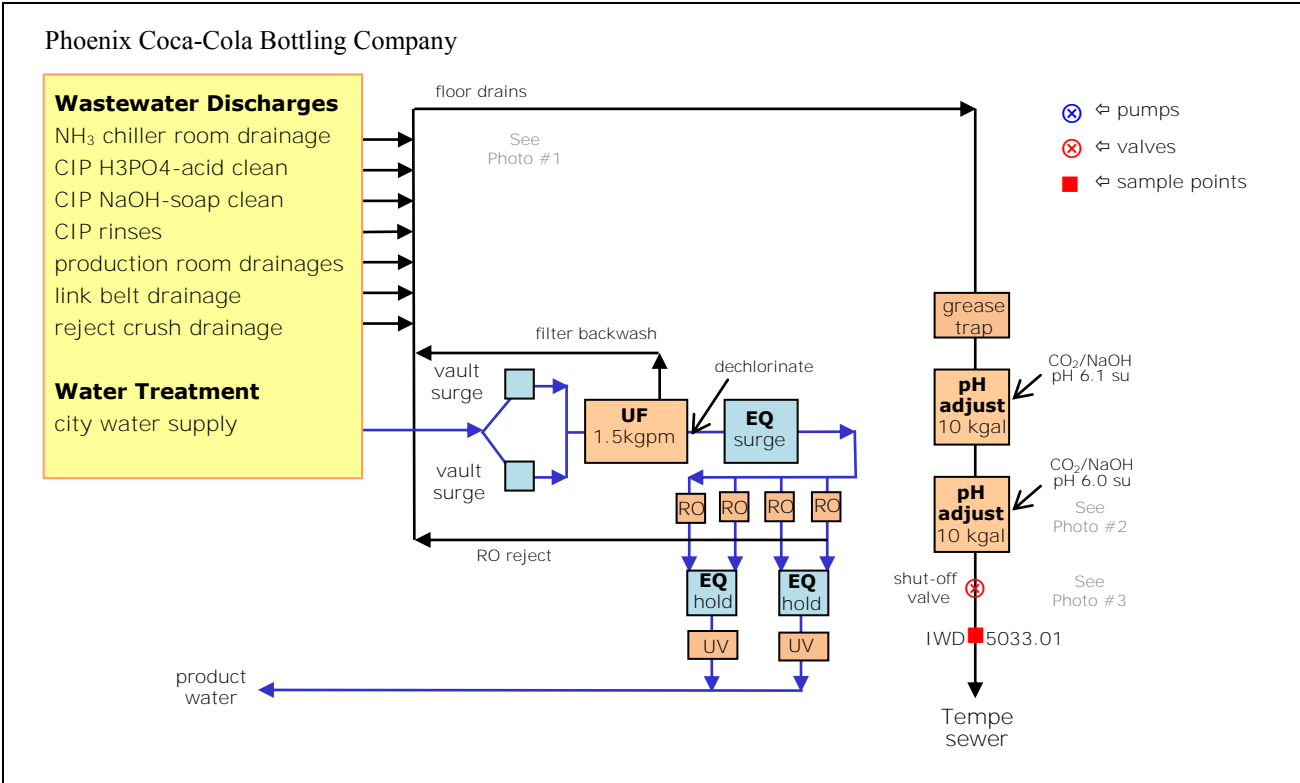 Phoenix Coca-Cola Bottling Company
Wastewater Discharges
NH₃ chiller room drainage
CIP H3PO4-acid clean
CIP NaOH-soap clean
CIP rinses
production room drainages
link belt drainage
reject crush drainage
Water Treatment
city water supply
floor drains
See
Photo #1
⇦ pumps
⇦ valves
⇦ sample points
grease
trap
filter backwash
dechlorinate
vault
surge
vault
surge
UF
1.5kgpm
EQ
surge
CO₂/NaOH
pH 6.1 su
pH
adjust
10 kgal
CO₂/NaOH
pH 6.0 su
pH
adjust
10 kgal
See
Photo #2
RO
RO
RO
RO
RO reject
EQ
hold
EQ
hold
UV
UV
product
water
shut-off
valve
See
Photo #3
IWD 5033.01
Tempe
sewer